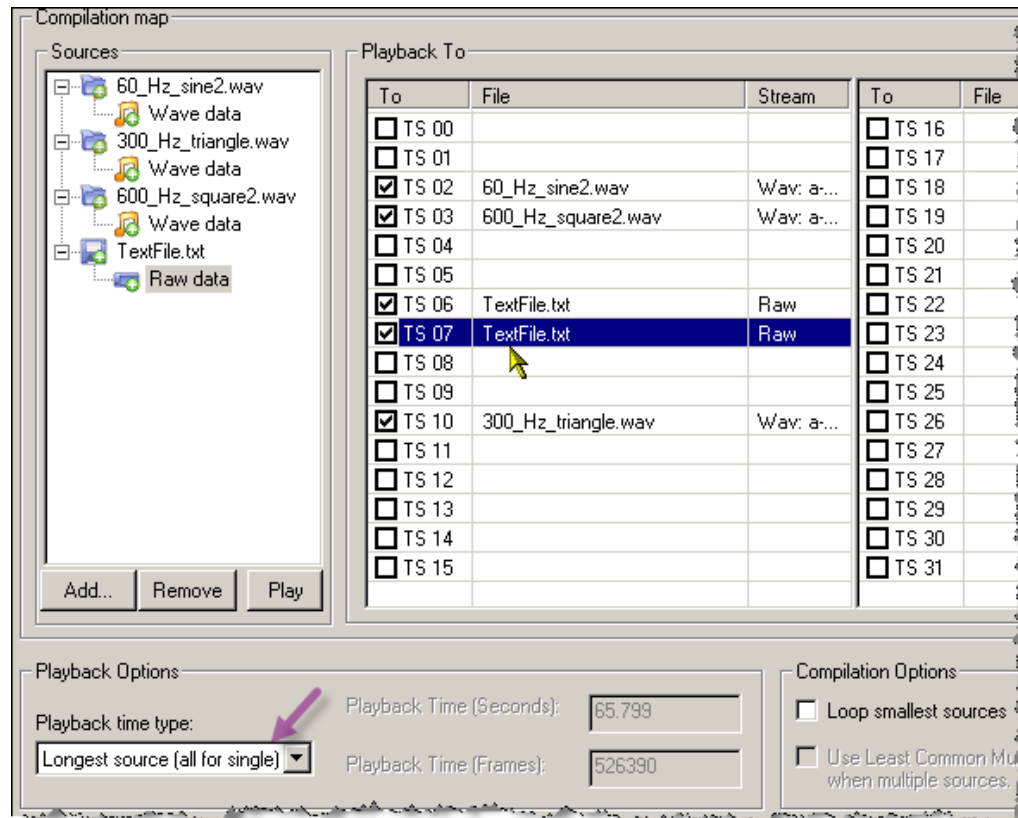 Compilation map
Sources
60_Hz_sine2.wav
Wave data
300_Hz_triangle.wav
Wave data
600_Hz_square2.wav
Wave data
TextFile.txt
Raw data
Add...
Remove
Play
Playback To
To File Stream
TS 00
TS 01
TS 02 60_Hz_sine2.wav Wav: a-...
TS 03 600_Hz_square2.wav Wav: a-...
TS 04
TS 05
TS 06 TextFile.txt Raw
TS 07 TextFile.txt Raw
TS 08
TS 09
TS 10 300_Hz_triangle.wav Wav: a-...
TS 11
TS 12
TS 13
TS 14
TS 15
To File
TS 16
TS 17
TS 18
TS 19
TS 20
TS 21
TS 22
TS 23
TS 24
TS 25
TS 26
TS 27
TS 28
TS 29
TS 30
TS 31
Playback Options
Playback time type:
Longest source (all for single)
Playback Time (Seconds): 65.799
Playback Time (Frames): 526390
Compilation Options
Loop smallest sources
Use Least Common Mu
when multiple sources.